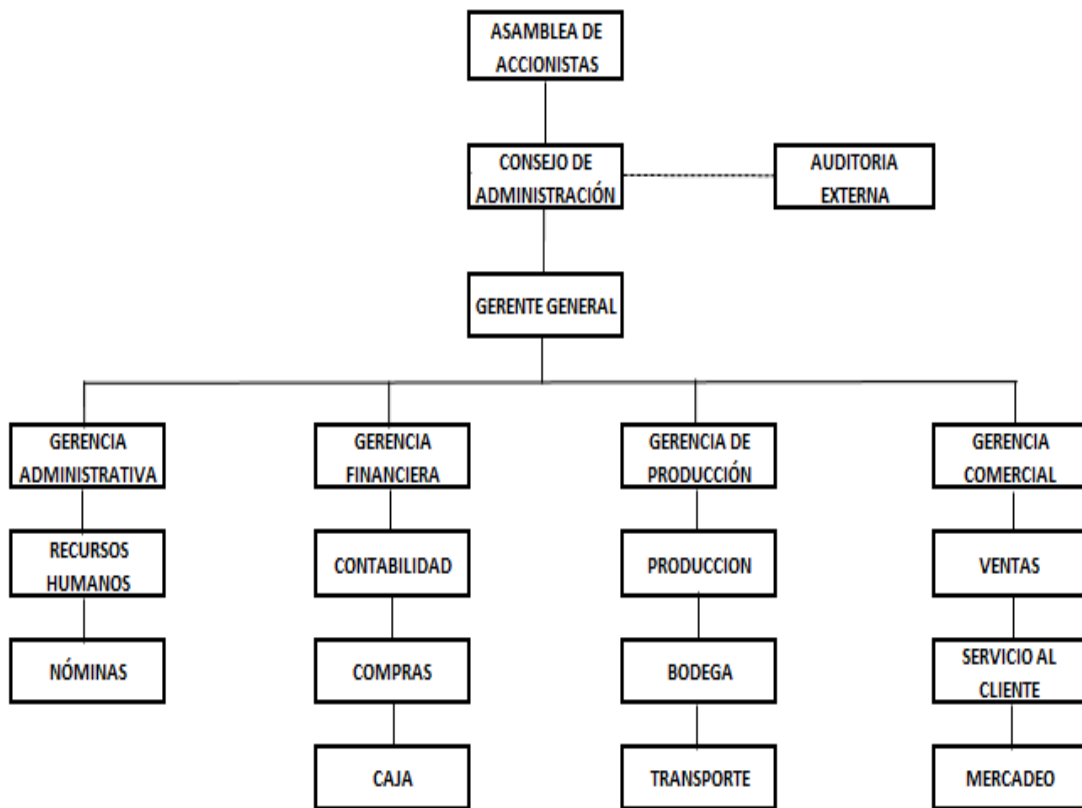 ASAMBLEA DE
ACCIONISTAS
CONSEJO DE
ADMINISTRACIÓN
AUDITORIA
EXTERNA
GERENTE GENERAL
GERENCIA
ADMINISTRATIVA
GERENCIA
FINANCIERA
GERENCIA DE
PRODUCCIÓN
GERENCIA
COMERCIAL
RECURSOS
HUMANOS
CONTABILIDAD
PRODUCCION
VENTAS
NÓMINAS
COMPRAS
BODEGA
SERVICIO AL
CLIENTE
CAJA
TRANSPORTE
MERCADEO